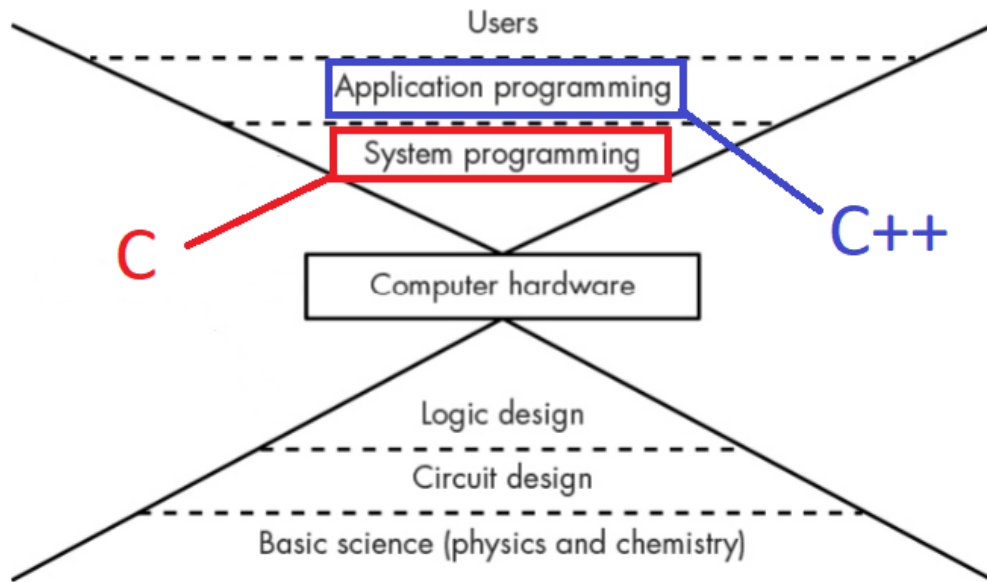 Users
Application programming
System programming
C
C++
Computer hardware
Logic design
Circuit design
Basic science (physics and chemistry)